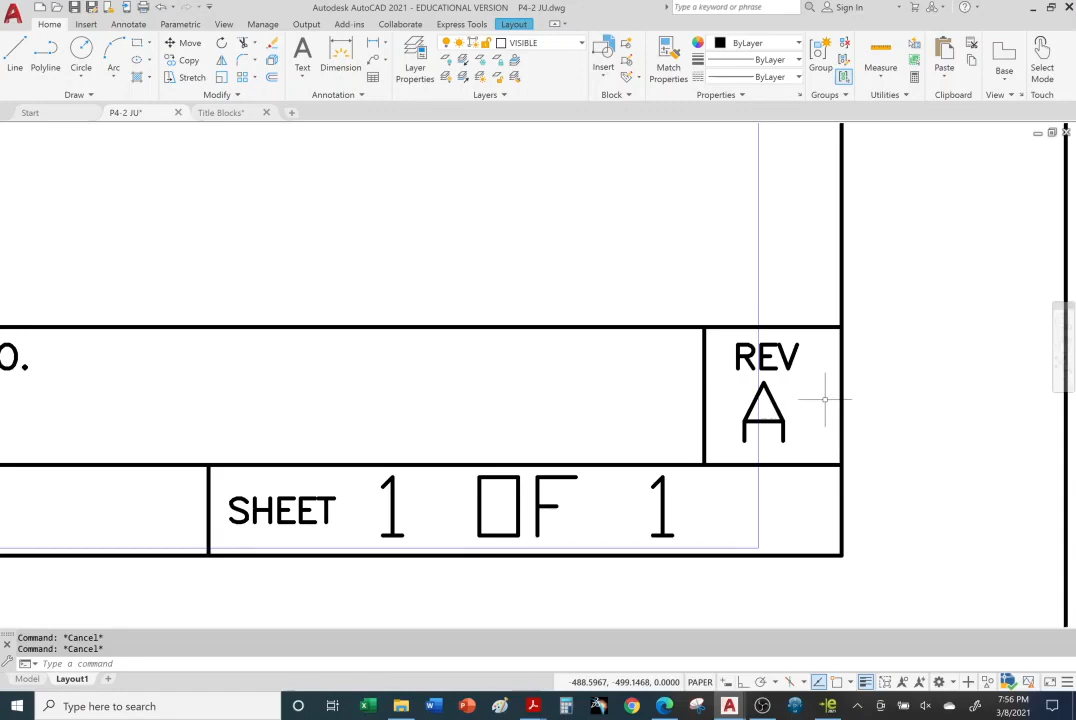 Autodesk AutoCAD 2021 - EDUCATIONAL VERSION P4-2 JU.dwg
Type a keyword or phrase
Sign In
Home Insert Annotate Parametric View Manage Output Add-ins Collaborate Express Tools Layout
Line Polyline Circle Arc
Move
Copy
Stretch
Text Dimension
Layer Properties
VISIBLE
Insert
Match Properties
ByLayer
ByLayer
ByLayer
Group
Measure
Paste
Base
Select Mode
Draw Modify Annotation Layers Block Properties Groups Utilities Clipboard View Touch
Start P4-2 JU* Title Blocks*
O. REV
A
SHEET 1 OF 1
Command: *Cancel*
Command: *Cancel*
Type a command
Model Layout1
-488.5967, -499.1468, 0.0000 PAPER
Type here to search
7:56 PM
3/8/2021